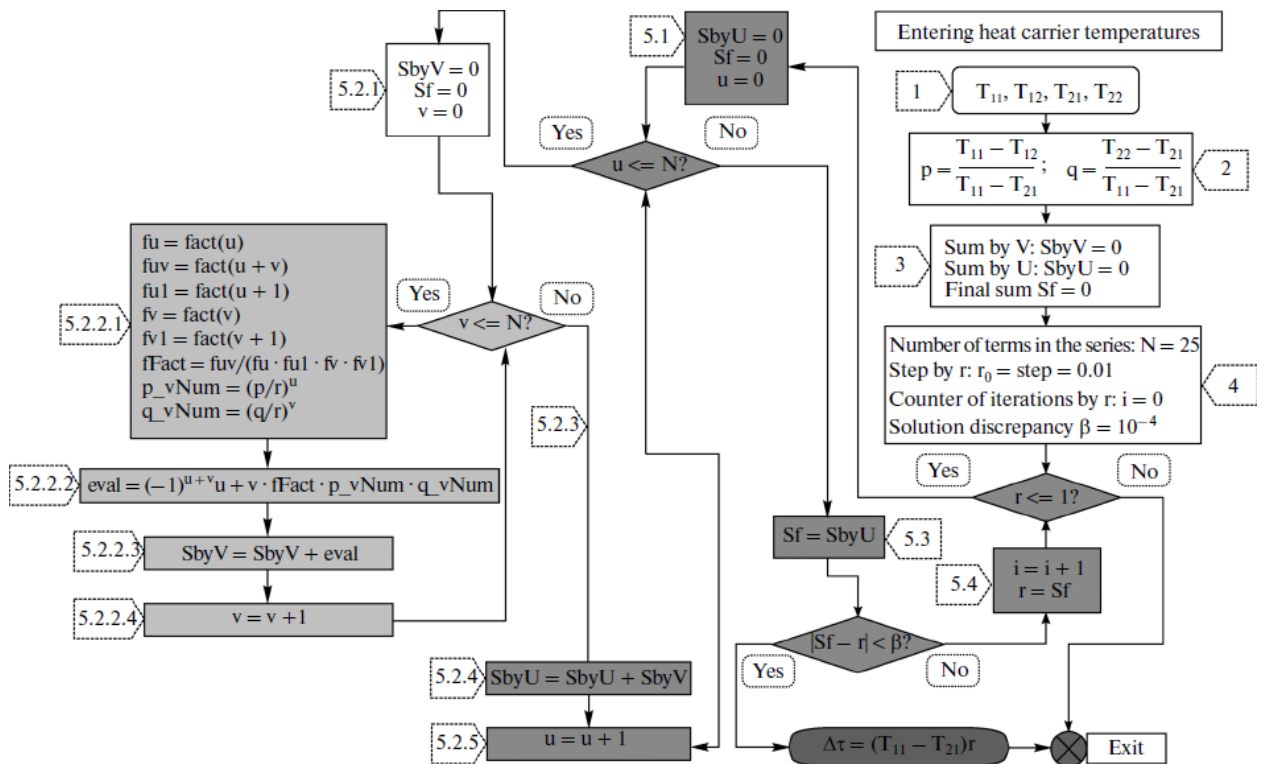 Entering heat carrier temperatures
1
T₁₁, T₁₂, T₂₁, T₂₂
p = (T₁₁ − T₁₂)/(T₁₁ − T₂₁); q = (T₂₂ − T₂₁)/(T₁₁ − T₂₁)
2
3
Sum by V: SbyV = 0
Sum by U: SbyU = 0
Final sum Sf = 0
Number of terms in the series: N = 25
Step by r: r₀ = step = 0.01
Counter of iterations by r: i = 0
Solution discrepancy β = 10⁻⁴
4
Yes
No
r <= 1?
5.1
SbyU = 0
Sf = 0
u = 0
Yes
No
u <= N?
5.2.1
SbyV = 0
Sf = 0
v = 0
Yes
No
v <= N?
5.2.2.1
fu = fact(u)
fuv = fact(u + v)
fu1 = fact(u + 1)
fv = fact(v)
fv1 = fact(v + 1)
fFact = fuv/(fu · fu1 · fv · fv1)
p_vNum = (p/r)ᵘ
q_vNum = (q/r)ᵛ
5.2.2.2
eval = (−1)ᵘ⁺ᵛu + v · fFact · p_vNum · q_vNum
5.2.2.3
SbyV = SbyV + eval
5.2.2.4
v = v +1
5.2.3
5.2.4
SbyU = SbyU + SbyV
5.2.5
u = u + 1
Sf = SbyU
5.3
|Sf − r| < β?
Yes
No
5.4
i = i + 1
r = Sf
Δτ = (T₁₁ − T₂₁)r
Exit